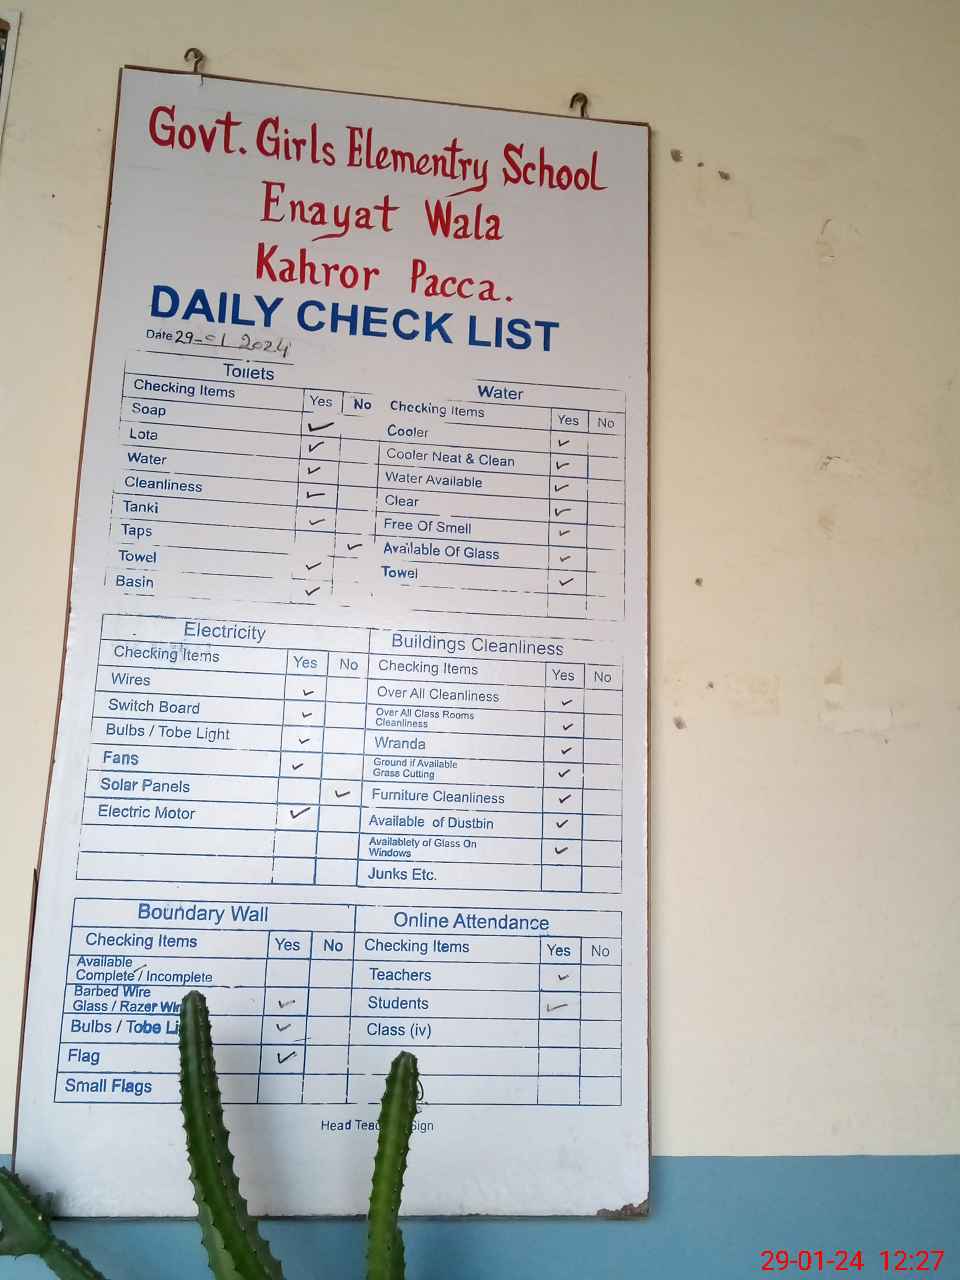 Govt. Girls Elementry School
Enayat Wala
Kahror Pacca.
DAILY CHECK LIST
Date 29-01 2024
Toilets
Checking Items Yes No
Soap ✓
Lota ✓
Water ✓
Cleanliness ✓
Tanki ✓
Taps ✓
Towel ✓
Basin ✓
Water
Checking Items Yes No
Cooler ✓
Cooler Neat & Clean ✓
Water Available ✓
Clear ✓
Free Of Smell ✓
Available Of Glass ✓
Towel ✓
Electricity
Checking Items Yes No
Wires ✓
Switch Board ✓
Bulbs / Tobe Light ✓
Fans ✓
Solar Panels ✓
Electric Motor ✓
Buildings Cleanliness
Checking Items Yes No
Over All Cleanliness ✓
Over All Class Rooms
Cleanliness ✓
Wranda ✓
Ground if Available
Grass Cutting ✓
Furniture Cleanliness ✓
Available of Dustbin ✓
Availablety of Glass On
Windows ✓
Junks Etc.
Boundary Wall
Checking Items Yes No
Available
Complete ✓ / Incomplete
Barbed Wire
Glass / Razer ✓
Bulbs / Tobe ✓
Flag ✓
Small Flags
Online Attendance
Checking Items Yes No
Teachers ✓
Students ✓
Class (iv)
Head Sign
29-01-24 12:27